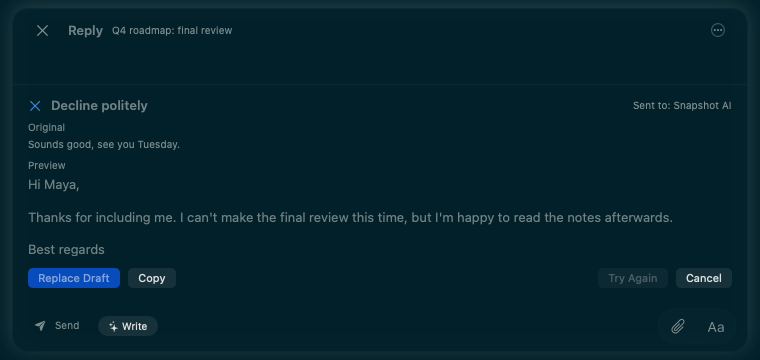 Reply Q4 roadmap: final review
Decline politely
Sent to: Snapshot AI
Original
Sounds good, see you Tuesday.
Preview
Hi Maya,
Thanks for including me. I can't make the final review this time, but I'm happy to read the notes afterwards.
Best regards
Replace Draft Copy Try Again Cancel
Send Write Aa